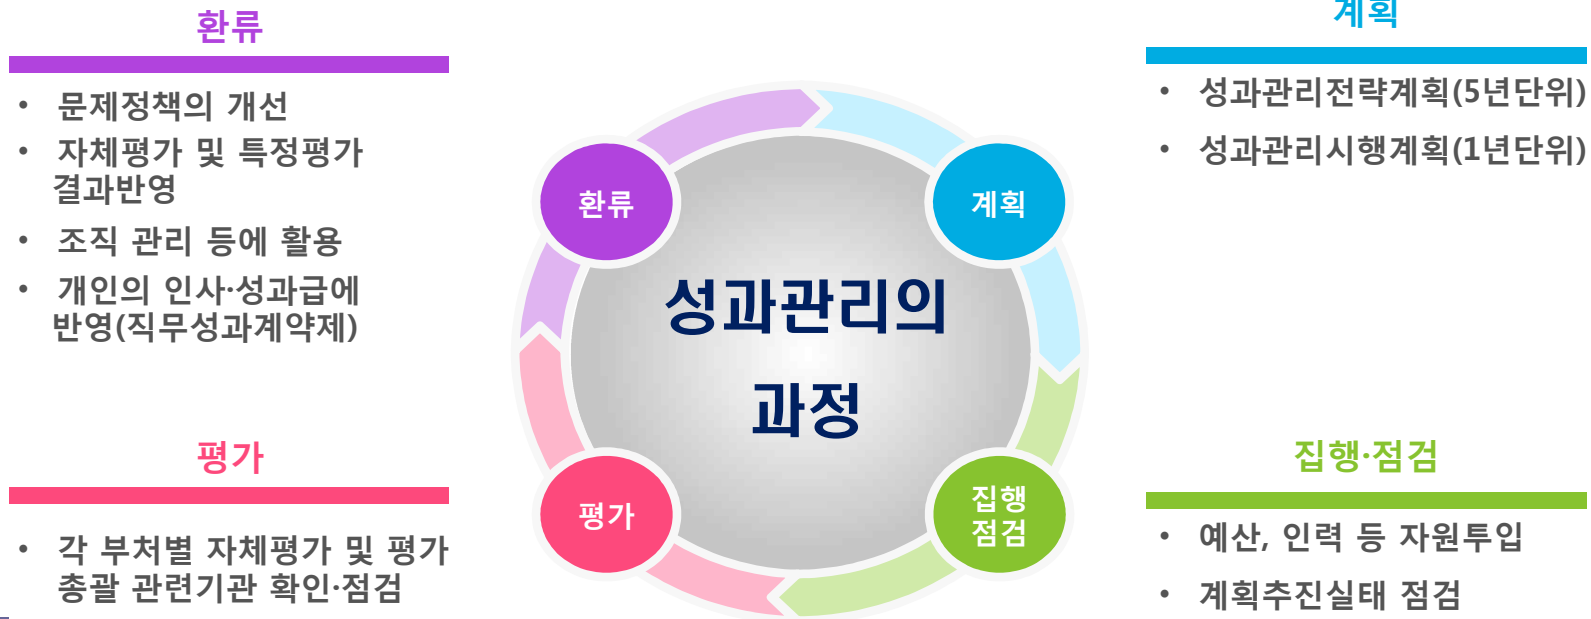 환류
• 문제정책의 개선
• 자체평가 및 특정평가
결과반영
• 조직 관리 등에 활용
• 개인의 인사·성과급에
반영(직무성과계약제)
계획
• 성과관리전략계획(5년단위)
• 성과관리시행계획(1년단위)
환류
계획
성과관리의
과정
평가
집행
점검
평가
• 각 부처별 자체평가 및 평가
총괄 관련기관 확인·점검
집행·점검
• 예산, 인력 등 자원투입
• 계획추진실태 점검